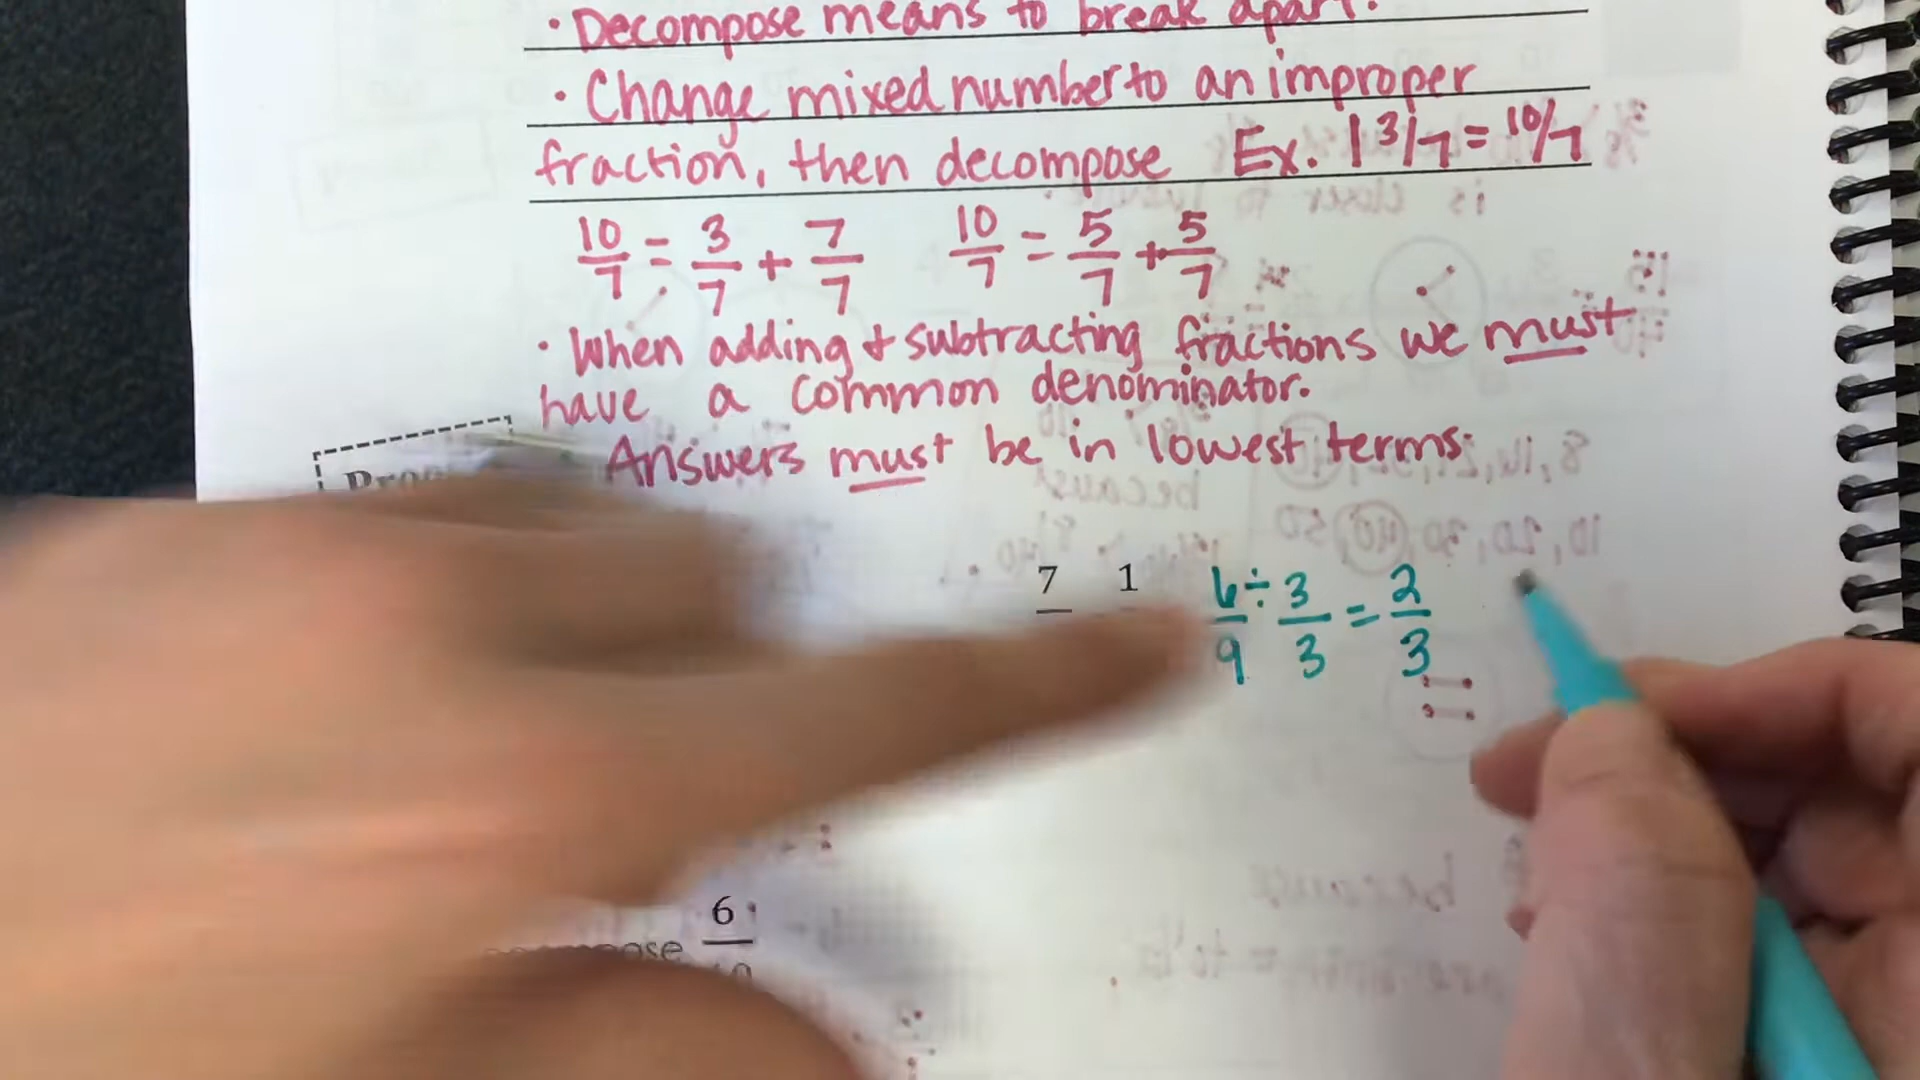 • Decompose means to break apart.
• Change mixed number to an improper
fraction, then decompose Ex. 1 3/7 = 10/7
10/7 = 3/7 + 7/7 10/7 = 5/7 + 5/7
• When adding + subtracting fractions we must
have a common denominator.
Answers must be in lowest terms.
7 1 6/9 ÷ 3/3 = 2/3
6